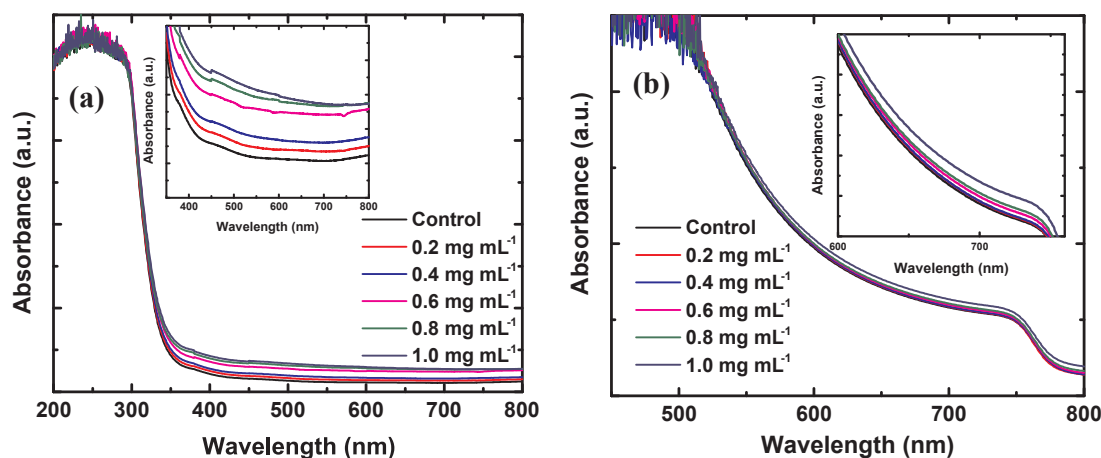 (a)
Absorbance (a.u.)
Absorbance (a.u.)
400 500 600 700 800
Wavelength (nm)
Control
0.2 mg mL-1
0.4 mg mL-1
0.6 mg mL-1
0.8 mg mL-1
1.0 mg mL-1
200 300 400 500 600 700 800
Wavelength (nm)
(b)
Absorbance (a.u.)
Absorbance (a.u.)
600 700
Wavelength (nm)
Control
0.2 mg mL-1
0.4 mg mL-1
0.6 mg mL-1
0.8 mg mL-1
1.0 mg mL-1
500 600 700 800
Wavelength (nm)